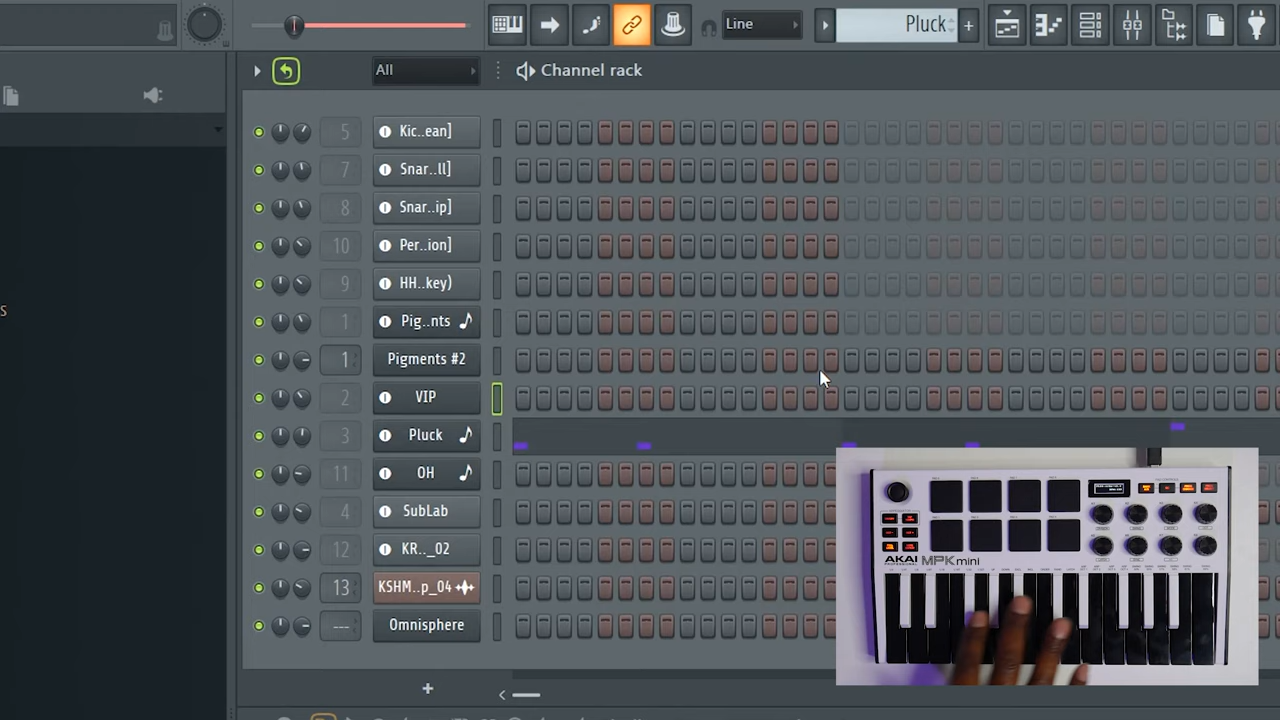 Line
Pluck
+
All
Channel rack
5 Kic..ean]
7 Snar..ll]
8 Snar..ip]
10 Per..ion]
9 HH..key)
1 Pig..nts
1 Pigments #2
2 VIP
3 Pluck
11 OH
4 SubLab
12 KR.._02
13 KSHM..p_04
--- Omnisphere
+
S
AKAI MPK mini
PROFESSIONAL